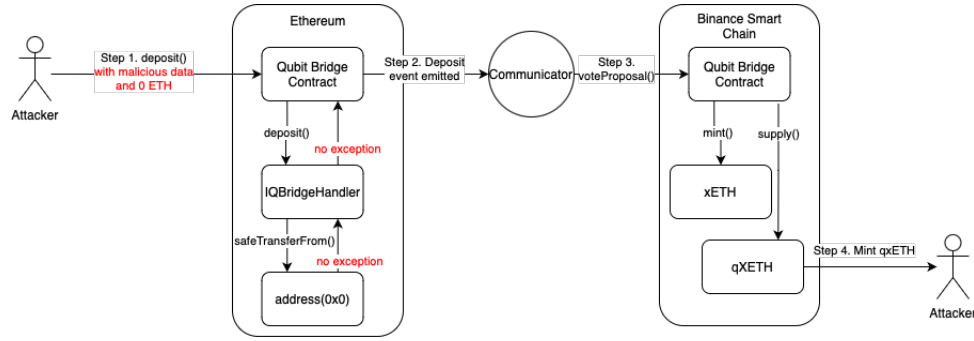 Ethereum
Binance Smart
Chain
Step 1. deposit()
with malicious data
and 0 ETH
Attacker
Qubit Bridge
Contract
Step 2. Deposit
event emitted
Communicator
Step 3.
voteProposal()
Qubit Bridge
Contract
deposit()
no exception
mint()
supply()
IQBridgeHandler
xETH
safeTransferFrom()
no exception
address(0x0)
qXETH
Step 4. Mint qxETH
Attacker